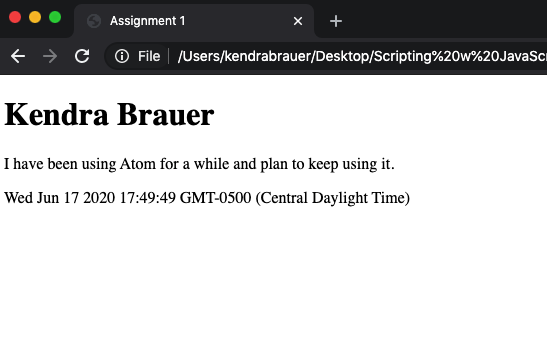 Assignment 1
File /Users/kendrabrauer/Desktop/Scripting%20w%20JavaScr
Kendra Brauer
I have been using Atom for a while and plan to keep using it.
Wed Jun 17 2020 17:49:49 GMT-0500 (Central Daylight Time)